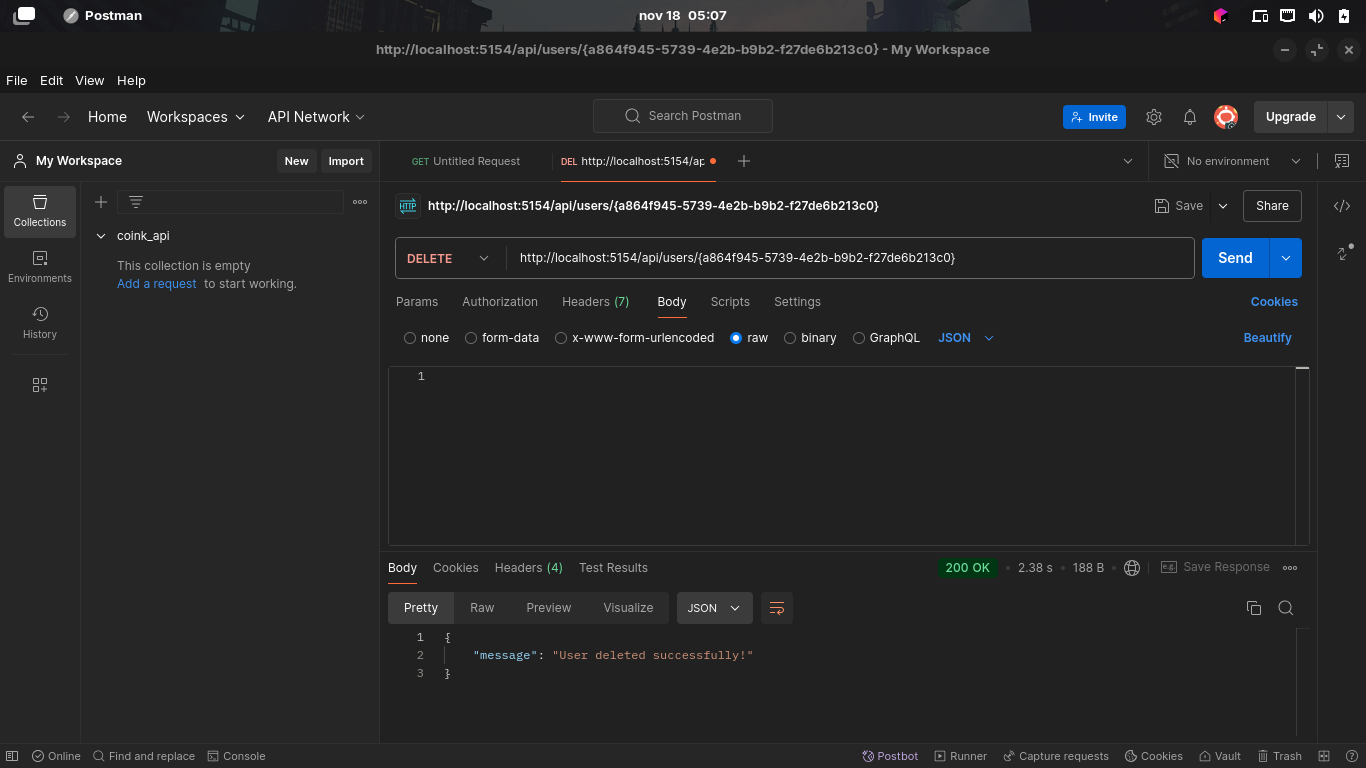 Postman
nov 18 05:07
http://localhost:5154/api/users/{a864f945-5739-4e2b-b9b2-f27de6b213c0} - My Workspace
File Edit View Help
Home Workspaces API Network Search Postman Invite Upgrade
My Workspace New Import GET Untitled Request DEL http://localhost:5154/ap No environment
Collections
Environments
History
coink_api
This collection is empty
Add a request to start working.
HTTP http://localhost:5154/api/users/{a864f945-5739-4e2b-b9b2-f27de6b213c0} Save Share
DELETE http://localhost:5154/api/users/{a864f945-5739-4e2b-b9b2-f27de6b213c0} Send
Params Authorization Headers (7) Body Scripts Settings Cookies
none form-data x-www-form-urlencoded raw binary GraphQL JSON Beautify
1
Body Cookies Headers (4) Test Results 200 OK 2.38 s 188 B e.g. Save Response
Pretty Raw Preview Visualize JSON
1 {
2 "message": "User deleted successfully!"
3 }
Online Find and replace Console Postbot Runner Capture requests Cookies Vault Trash